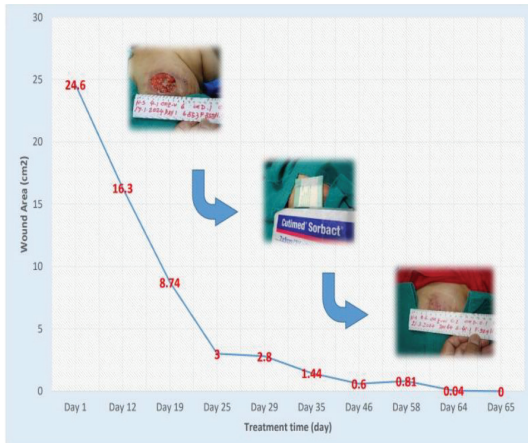 30
25
20
15
10
5
0
Wound Area (cm2)
24.6
16.3
8.74
3
2.8
1.44
0.6
0.81
0.04
0
Cutimed Sorbact
Day 1
Day 12
Day 19
Day 25
Day 29
Day 35
Day 46
Day 58
Day 64
Day 65
Treatment time (day)